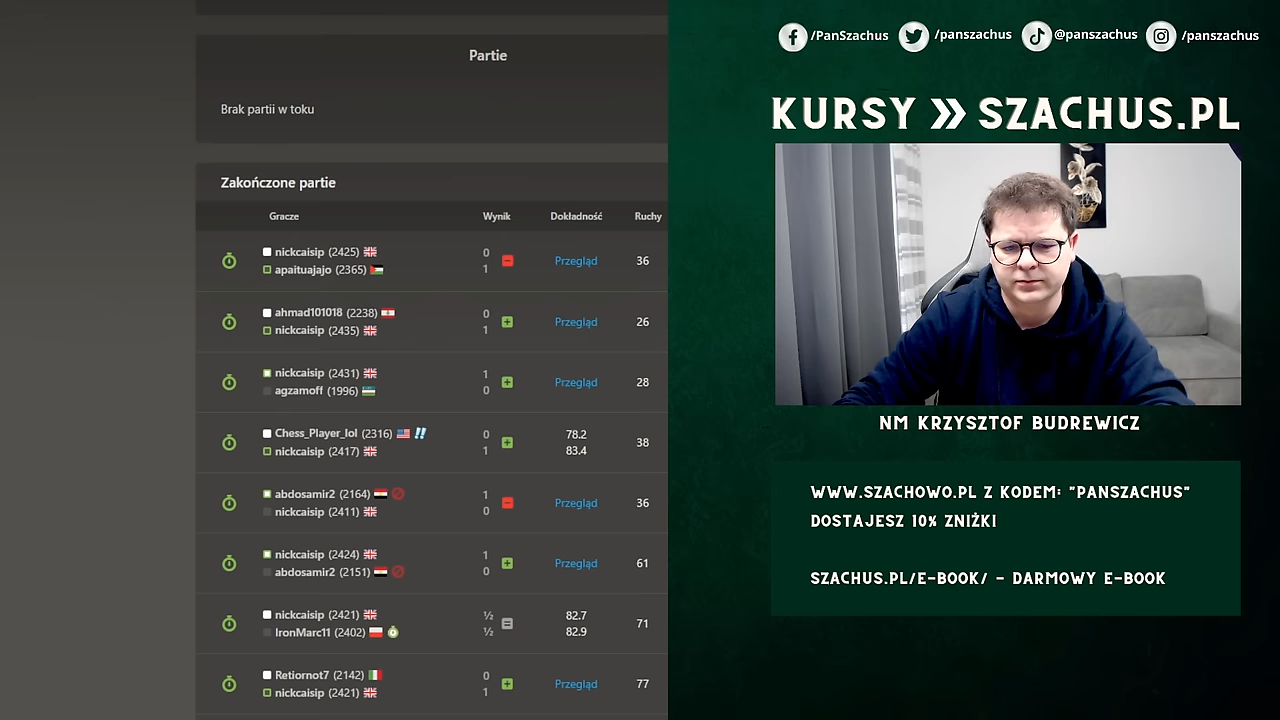 Partie
Brak partii w toku
Zakończone partie
Gracze Wynik Dokładność Ruchy
nickcaisip (2425) 0
apaituajajo (2365) 1
Przegląd 36
ahmad101018 (2238) 0
nickcaisip (2435) 1
Przegląd 26
nickcaisip (2431) 1
agzamoff (1996) 0
Przegląd 28
Chess_Player_lol (2316) 0 78.2
nickcaisip (2417) 1 83.4
38
abdosamir2 (2164) 1
nickcaisip (2411) 0
Przegląd 36
nickcaisip (2424) 1
abdosamir2 (2151) 0
Przegląd 61
nickcaisip (2421) ½ 82.7
IronMarc11 (2402) ½ 82.9
71
Retiornot7 (2142) 0
nickcaisip (2421) 1
Przegląd 77
/PanSzachus /panszachus @panszachus /panszachus
KURSY » SZACHUS.PL
NM KRZYSZTOF BUDREWICZ
WWW.SZACHOWO.PL Z KODEM: "PANSZACHUS"
DOSTAJESZ 10% ZNIŻKI
SZACHUS.PL/E-BOOK/ - DARMOWY E-BOOK